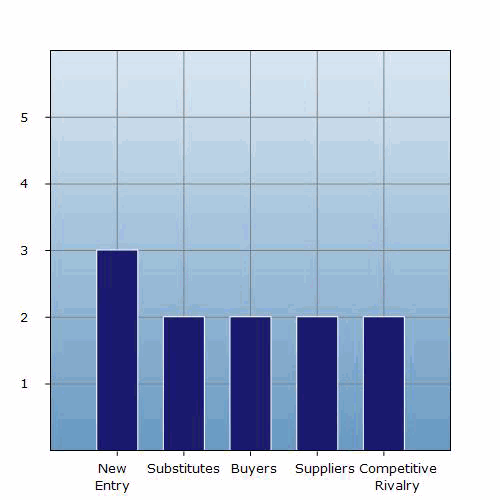 5
4
3
2
1
New Entry
Substitutes
Buyers
Suppliers
Competitive Rivalry